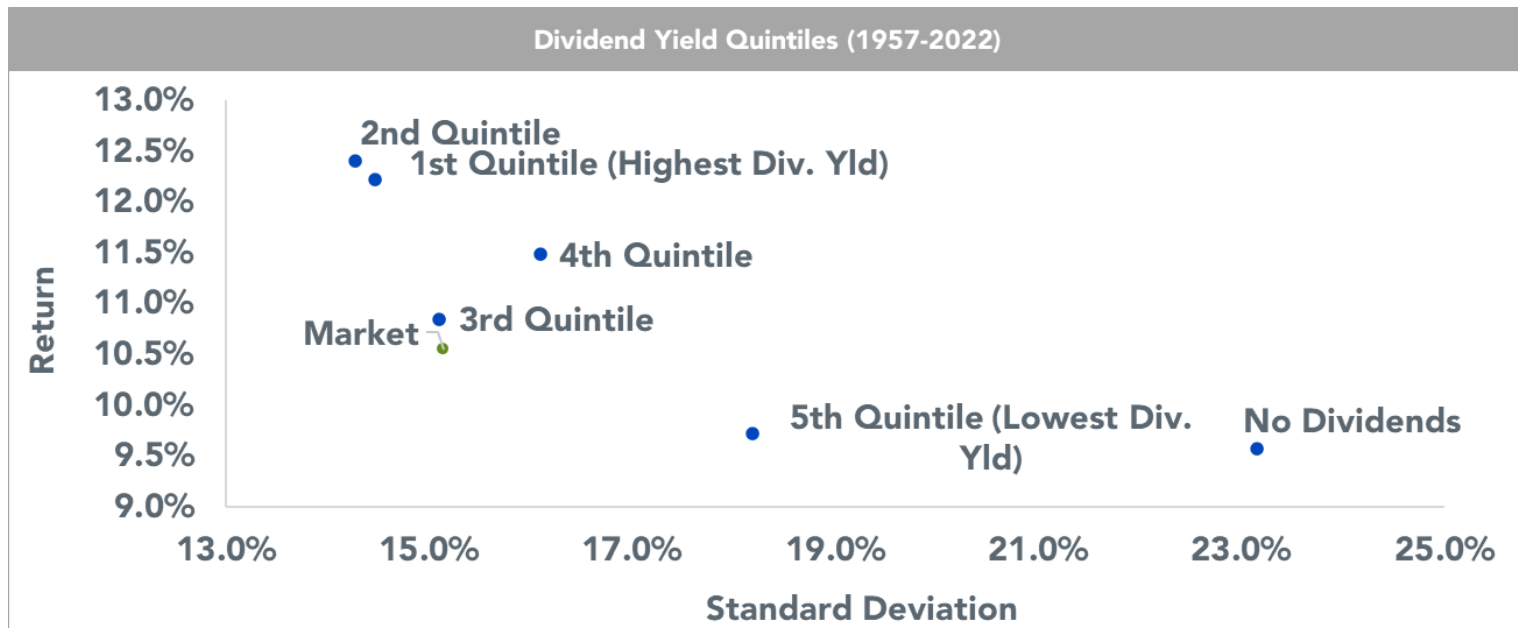 Dividend Yield Quintiles (1957-2022)
13.0%
12.5%
12.0%
11.5%
11.0%
10.5%
10.0%
9.5%
9.0%
Return
2nd Quintile
1st Quintile (Highest Div. Yld)
4th Quintile
3rd Quintile
Market
5th Quintile (Lowest Div.
Yld)
No Dividends
13.0%
15.0%
17.0%
19.0%
21.0%
23.0%
25.0%
Standard Deviation